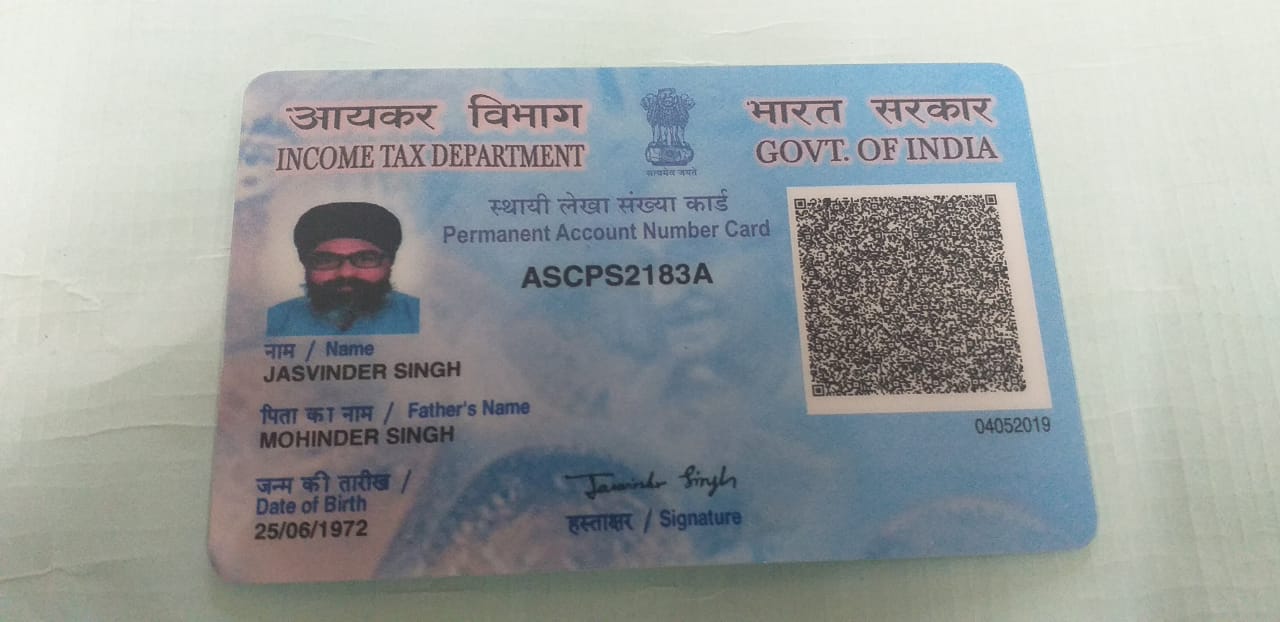 आयकर विभाग
INCOME TAX DEPARTMENT
सत्यमेव जयते
भारत सरकार
GOVT. OF INDIA
स्थायी लेखा संख्या कार्ड
Permanent Account Number Card
ASCPS2183A
नाम / Name
JASVINDER SINGH
पिता का नाम / Father's Name
MOHINDER SINGH
04052019
जन्म की तारीख /
Date of Birth
25/06/1972
Jasvinder Singh
हस्ताक्षर / Signature